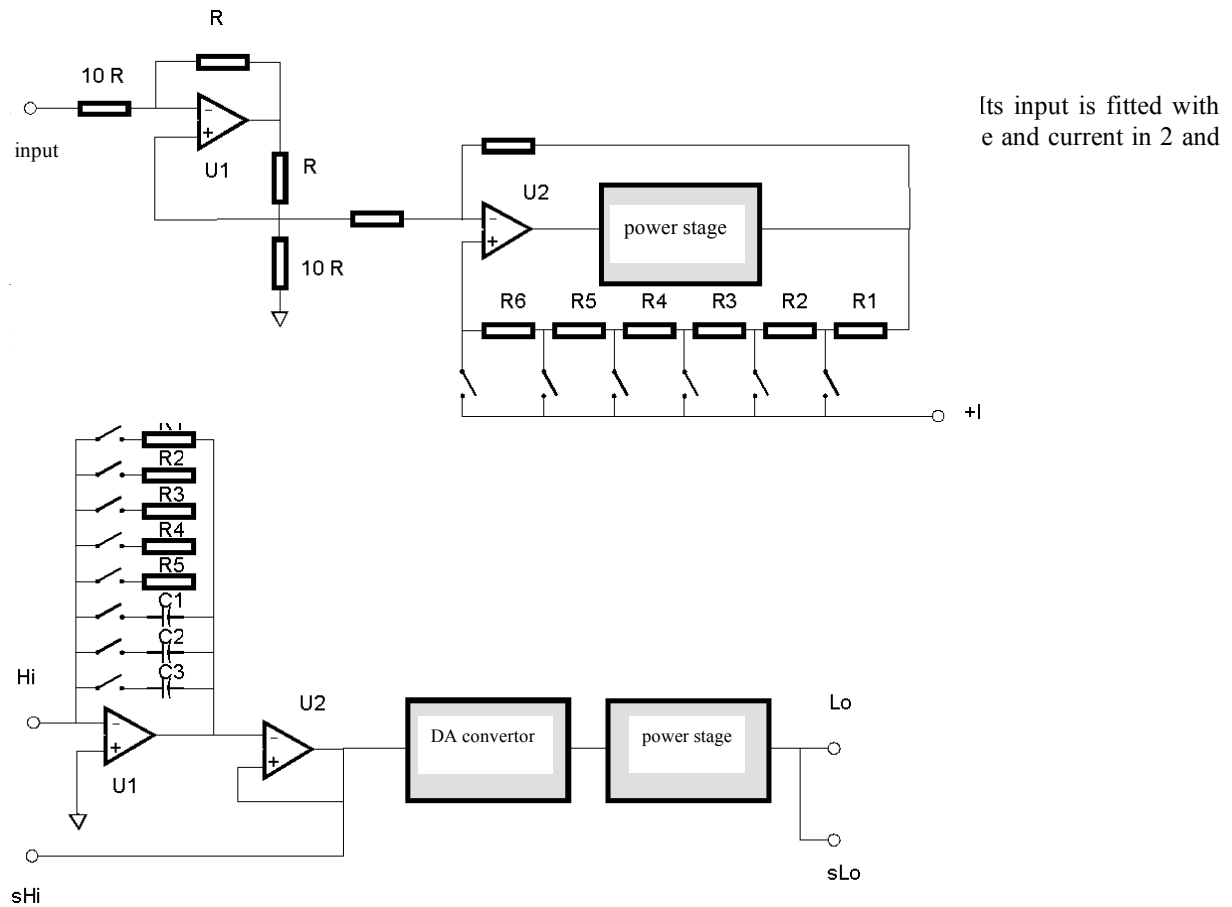 R
10 R
input
U1
R
10 R
Its input is fitted with
e and current in 2 and
U2
power stage
R6 R5 R4 R3 R2 R1
+I
R1
R2
R3
R4
R5
C1
C2
C3
Hi
U1
U2
DA convertor
power stage
Lo
sHi
sLo